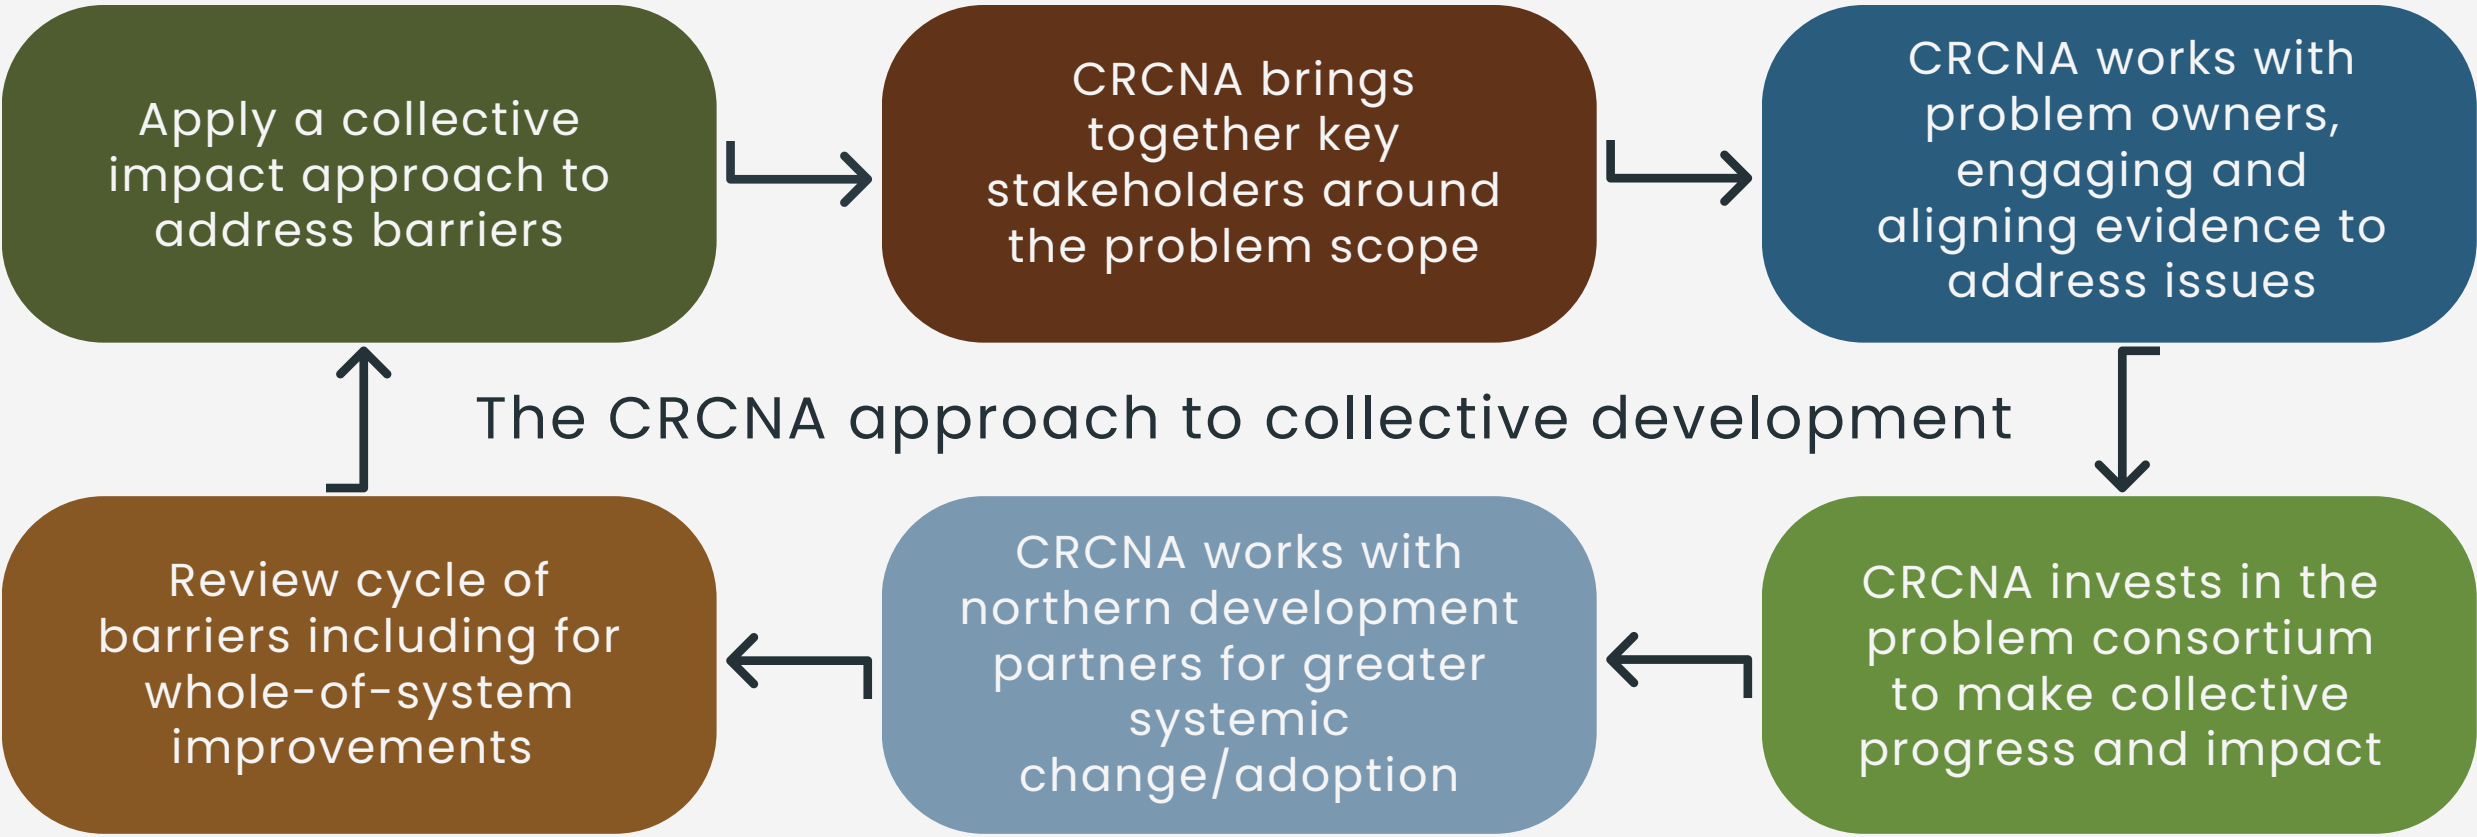 Apply a collective
impact approach to
address barriers
CRCNA brings
together key
stakeholders around
the problem scope
CRCNA works with
problem owners,
engaging and
aligning evidence to
address issues
The CRCNA approach to collective development
Review cycle of
barriers including for
whole-of-system
improvements
CRCNA works with
northern development
partners for greater
systemic
change/adoption
CRCNA invests in the
problem consortium
to make collective
progress and impact